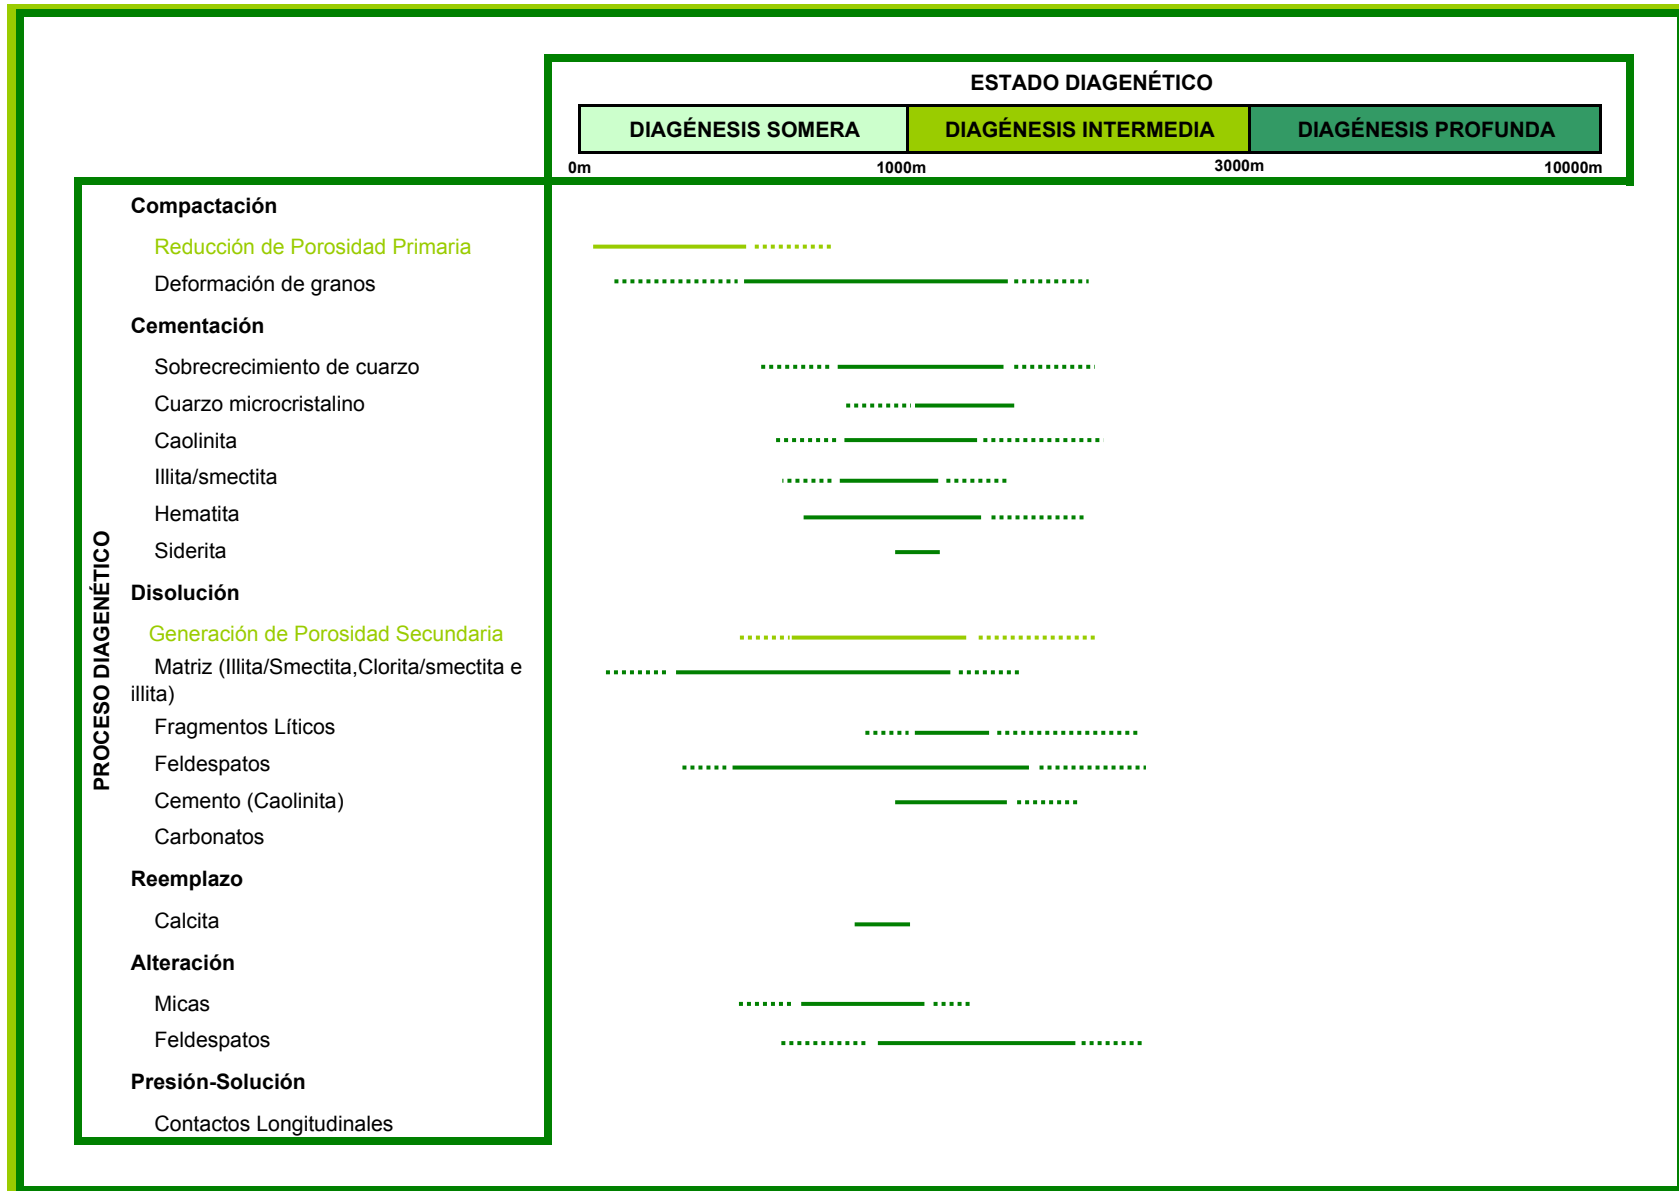 ESTADO DIAGENÉTICO
DIAGÉNESIS SOMERA DIAGÉNESIS INTERMEDIA DIAGÉNESIS PROFUNDA
0m 1000m 3000m 10000m
PROCESO DIAGENÉTICO
Compactación
Reducción de Porosidad Primaria
Deformación de granos
Cementación
Sobrecrecimiento de cuarzo
Cuarzo microcristalino
Caolinita
Illita/smectita
Hematita
Siderita
Disolución
Generación de Porosidad Secundaria
Matriz (Illita/Smectita,Clorita/smectita e
illita)
Fragmentos Líticos
Feldespatos
Cemento (Caolinita)
Carbonatos
Reemplazo
Calcita
Alteración
Micas
Feldespatos
Presión-Solución
Contactos Longitudinales